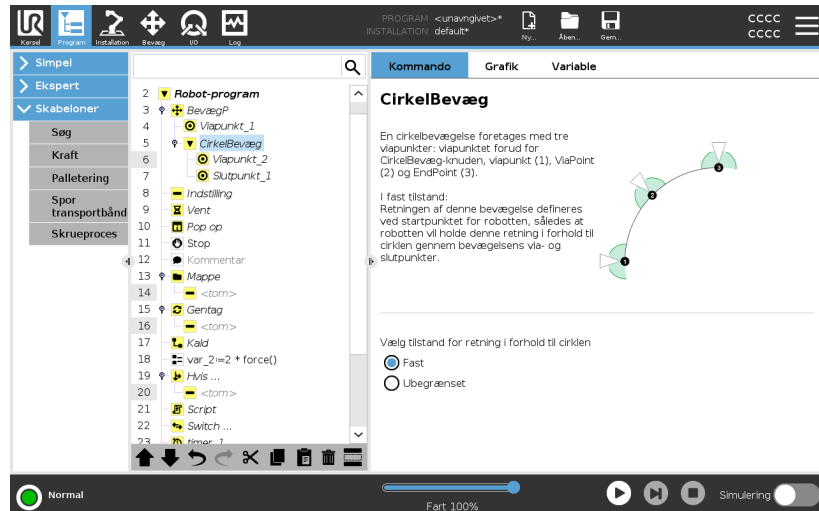 PROGRAM <unavngivet>*
INSTALLATION default*
CCCC
CCCC
Kørsel
Program
Installation
Bevæg
I/O
Log
Ny...
Åben...
Gem...
Simpel
Ekspert
Skabeloner
Søg
Kraft
Palletering
Spor
transportbånd
Skrueproces
2 Robot-program
3 BevægP
4 Viapunkt_1
5 CirkelBevæg
6 Viapunkt_2
7 Slutpunkt_1
8 Indstilling
9 Vent
10 Pop op
11 Stop
12 Kommentar
13 Mappe
14 <tom>
15 Gentag
16 <tom>
17 Kald
18 var_2:=2 * force()
19 Hvis ...
20 <tom>
21 Script
22 Switch ...
23 timer_1
Kommando
Grafik
Variable
CirkelBevæg
En cirkelbevægelse foretages med tre
viapunkter: viapunktet forud for
CirkelBevæg-knuden, viapunkt (1), ViaPoint
(2) og EndPoint (3).
I fast tilstand:
Retningen af denne bevægelse defineres
ved startpunktet for robotten, således at
robotten vil holde denne retning i forhold til
cirklen gennem bevægelsens via- og
slutpunkter.
1
2
3
Vælg tilstand for retning i forhold til cirklen
Fast
Ubegrænset
Normal
Fart 100%
Simulering